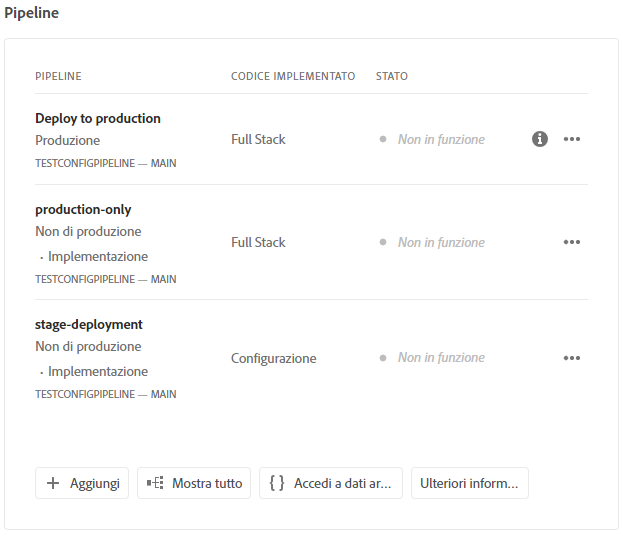 Pipeline
PIPELINE CODICE IMPLEMENTATO STATO
Deploy to production
Produzione
TESTCONFIGPIPELINE — MAIN
Full Stack
Non in funzione
production-only
Non di produzione
· Implementazione
TESTCONFIGPIPELINE — MAIN
Full Stack
Non in funzione
stage-deployment
Non di produzione
· Implementazione
TESTCONFIGPIPELINE — MAIN
Configurazione
Non in funzione
Aggiungi Mostra tutto Accedi a dati ar... Ulteriori inform...